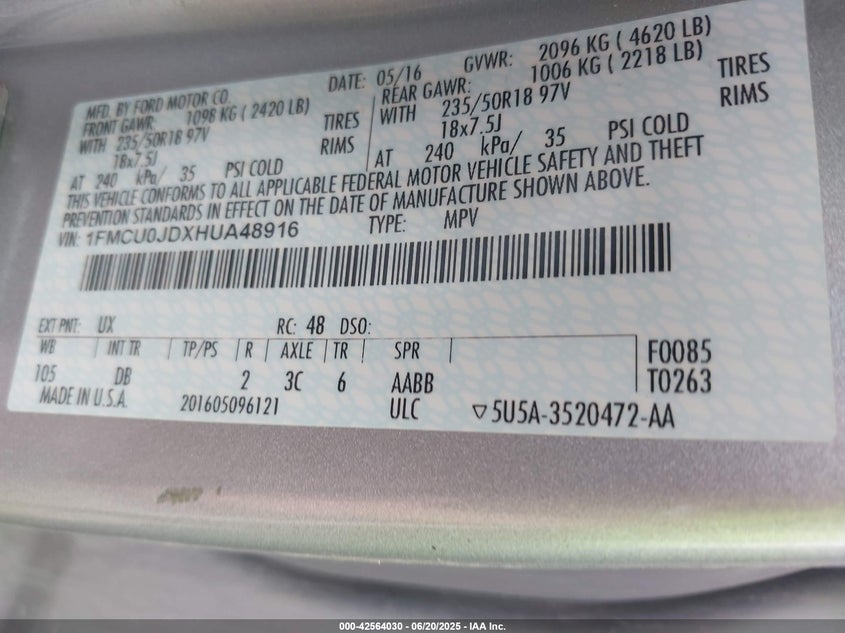 MFD. BY FORD MOTOR CO. DATE: 05/16 GVWR: 2096 KG ( 4620 LB)
FRONT GAWR: 1098 KG ( 2420 LB) REAR GAWR: 1006 KG ( 2218 LB)
WITH 235/50R18 97V TIRES WITH 235/50R18 97V TIRES
18x7.5J RIMS 18x7.5J RIMS
AT 240 kPa/ 35 PSI COLD AT 240 kPa/ 35 PSI COLD
THIS VEHICLE CONFORMS TO ALL APPLICABLE FEDERAL MOTOR VEHICLE SAFETY AND THEFT
PREVENTION STANDARDS IN EFFECT ON THE DATE OF MANUFACTURE SHOWN ABOVE.
VIN: 1FMCU0JDXHUA48916 TYPE: MPV
EXT PNT: UX RC: 48 DSO:
WB INT TR TP/PS R AXLE TR SPR F0085
105 DB 2 3C 6 AABB T0263
MADE IN U.S.A. 201605096121 ULC ▽5U5A-3520472-AA
000-42564030 - 06/20/2025 - IAA Inc.